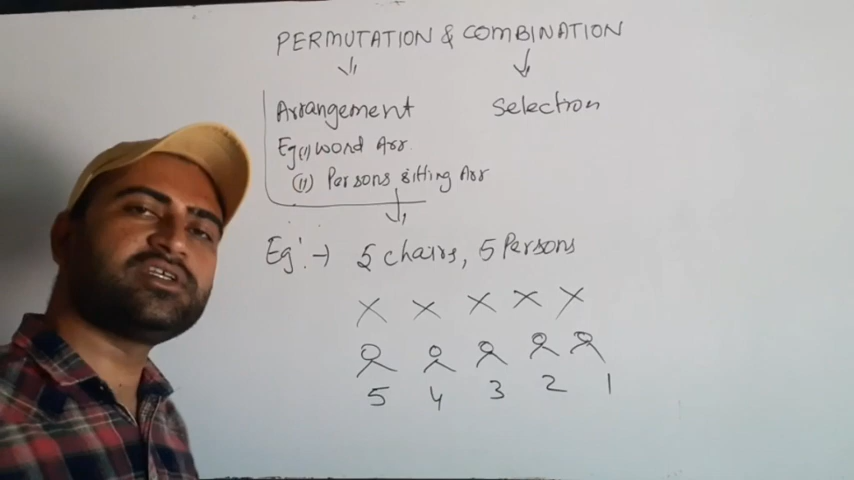 PERMUTATION & COMBINATION
Arrangement Selection
Eg(i) word Arr.
(ii) Persons sitting Arr
Eg:→ 5 chairs, 5 Persons
× × × × ×
5 4 3 2 1